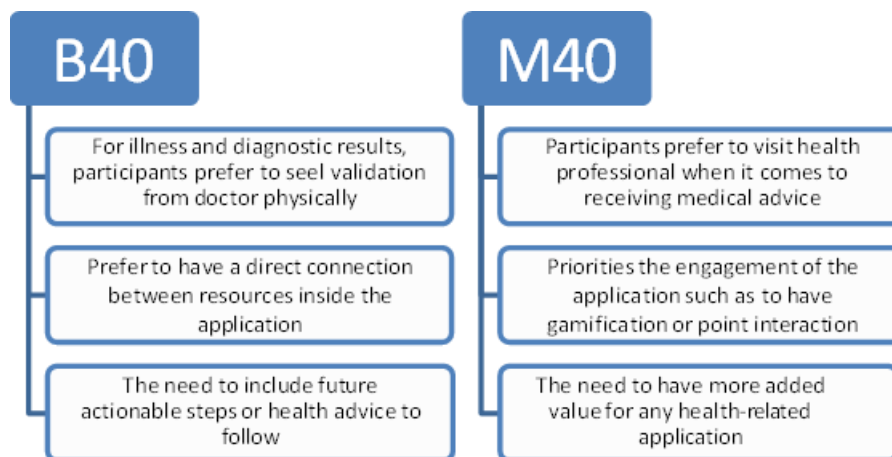 B40
For illness and diagnostic results,
participants prefer to seel validation
from doctor physically
Prefer to have a direct connection
between resources inside the
application
The need to include future
actionable steps or health advice to
follow
M40
Participants prefer to visit health
professional when it comes to
receiving medical advice
Priorities the engagement of the
application such as to have
gamification or point interaction
The need to have more added
value for any health-related
application